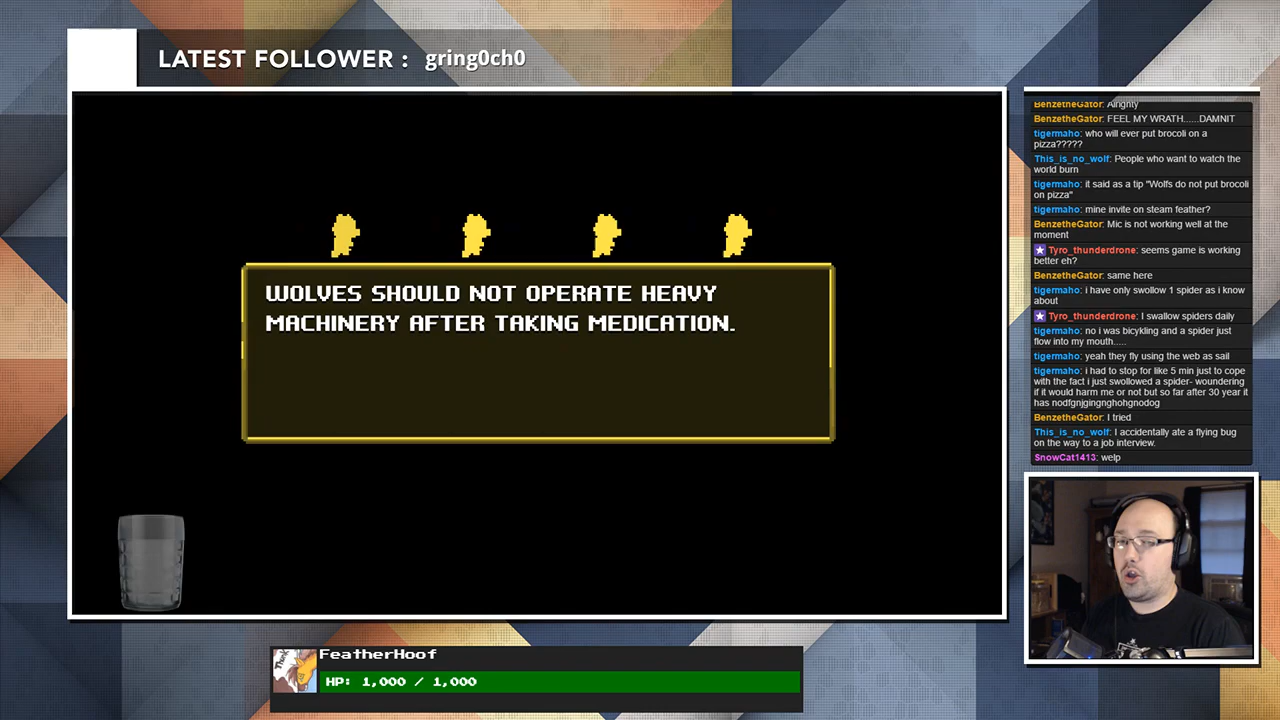 LATEST FOLLOWER : gring0ch0
WOLVES SHOULD NOT OPERATE HEAVY
MACHINERY AFTER TAKING MEDICATION.
BenzetheGator: Alrighty
BenzetheGator: FEEL MY WRATH......DAMNIT
tigermaho: who will ever put brocoli on a
pizza?????
This_is_no_wolf: People who want to watch the
world burn
tigermaho: it said as a tip "Wolfs do not put brocoli
on pizza"
tigermaho: mine invite on steam feather?
BenzetheGator: Mic is not working well at the
moment
Tyro_thunderdrone: seems game is working
better eh?
BenzetheGator: same here
tigermaho: i have only swollow 1 spider as i know
about
Tyro_thunderdrone: I swallow spiders daily
tigermaho: no i was bicykling and a spider just
flow into my mouth.....
tigermaho: yeah they fly using the web as sail
tigermaho: i had to stop for like 5 min just to cope
with the fact i just swollowed a spider- woundering
if it would harm me or not but so far after 30 year it
has nodfgnjgingnghohgnodog
BenzetheGator: I tried
This_is_no_wolf: I accidentally ate a flying bug
on the way to a job interview.
SnowCat1413: welp
FeatherHoof
HP: 1,000 / 1,000